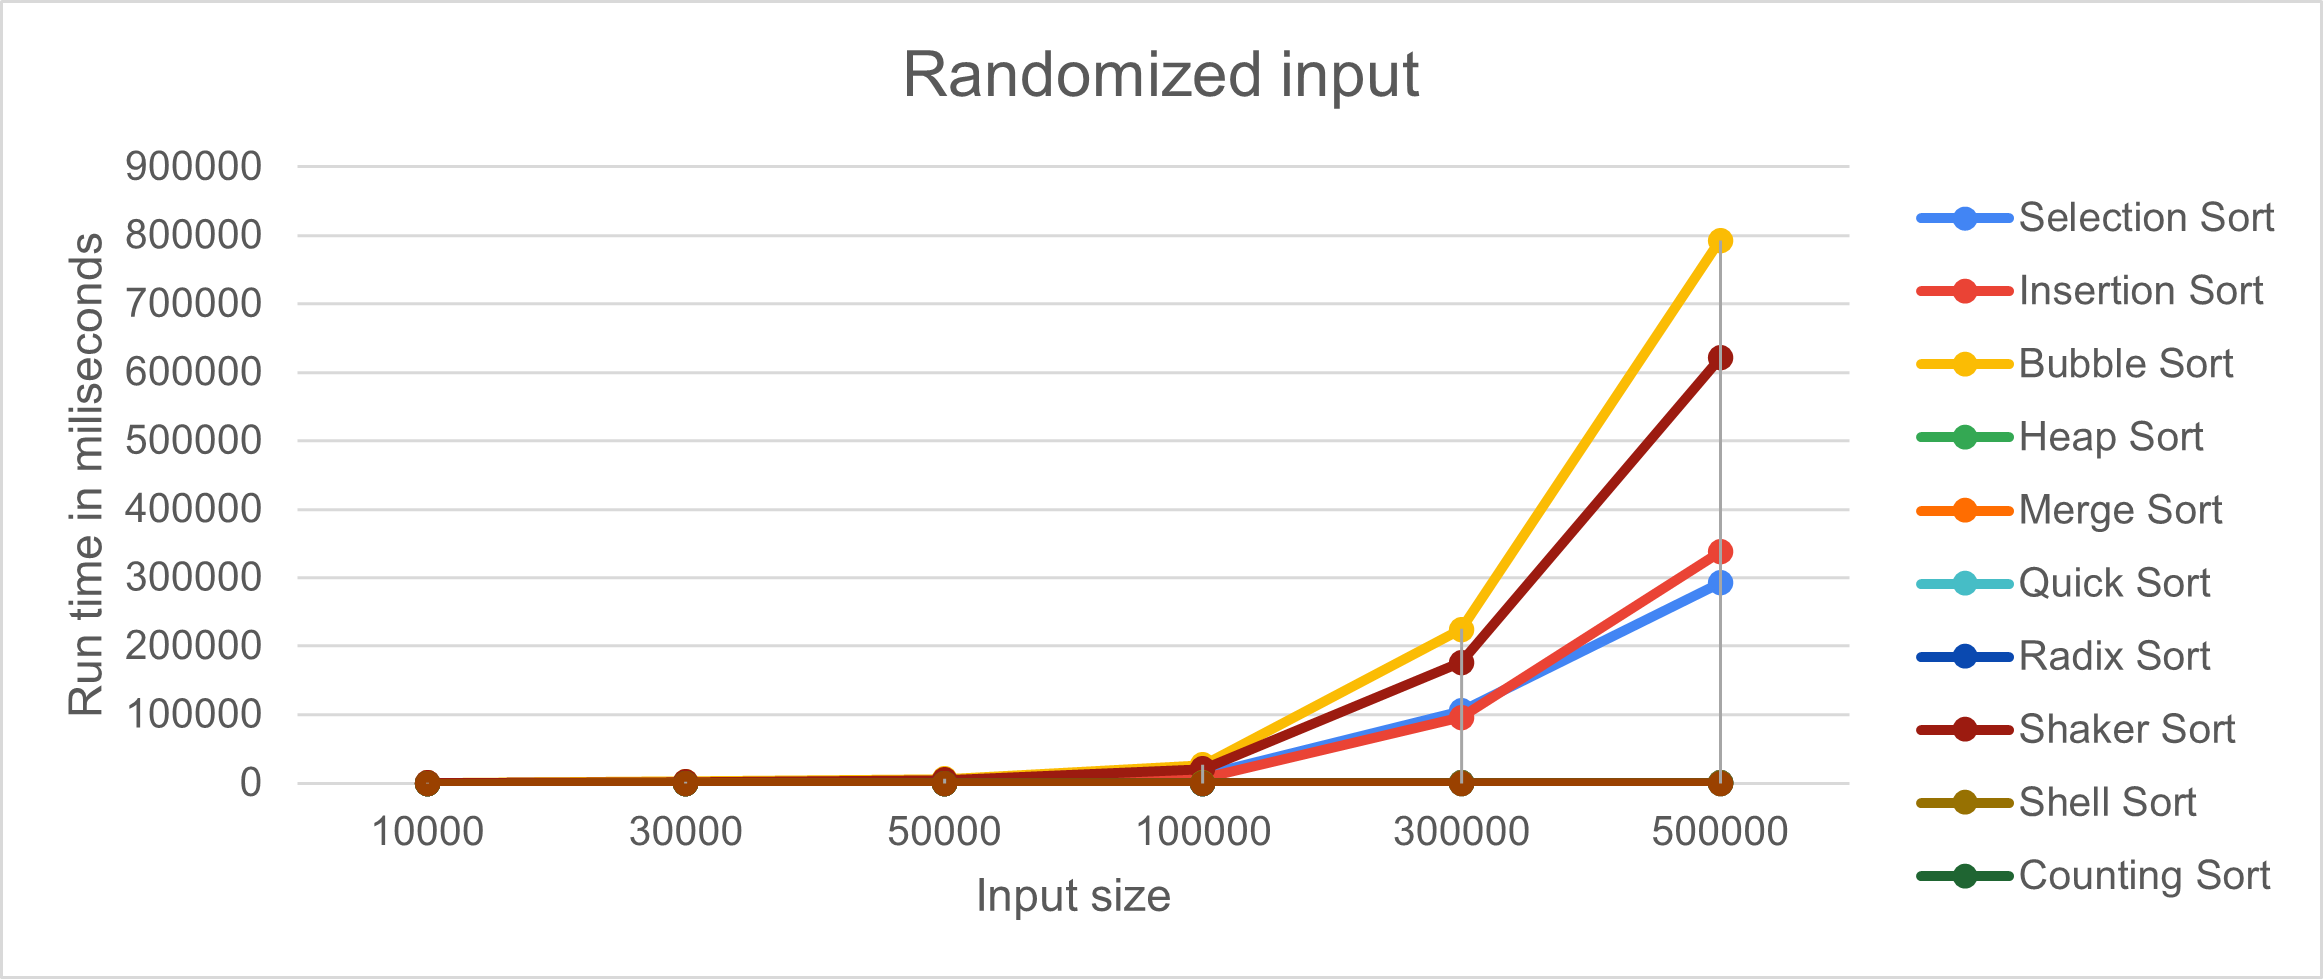 Randomized input
Run time in miliseconds
900000
800000
700000
600000
500000
400000
300000
200000
100000
0
10000 30000 50000 100000 300000 500000
Input size
Selection Sort
Insertion Sort
Bubble Sort
Heap Sort
Merge Sort
Quick Sort
Radix Sort
Shaker Sort
Shell Sort
Counting Sort